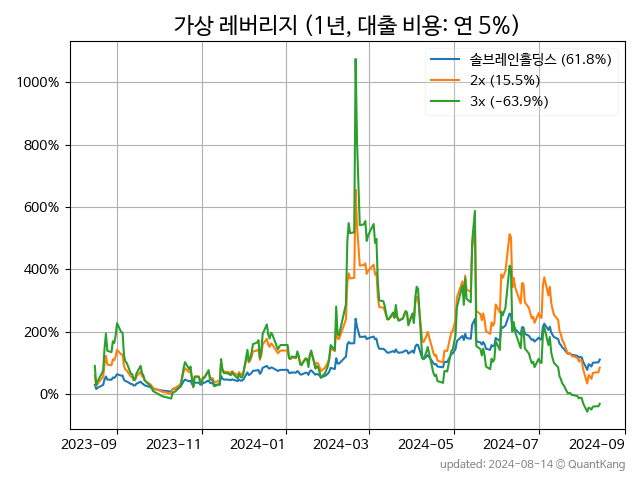 가상 레버리지 (1년, 대출 비용: 연 5%)
솔브레인홀딩스 (61.8%)
2x (15.5%)
3x (-63.9%)
1000%
800%
600%
400%
200%
0%
2023-09 2023-11 2024-01 2024-03 2024-05 2024-07 2024-09
updated: 2024-08-14 © QuantKang